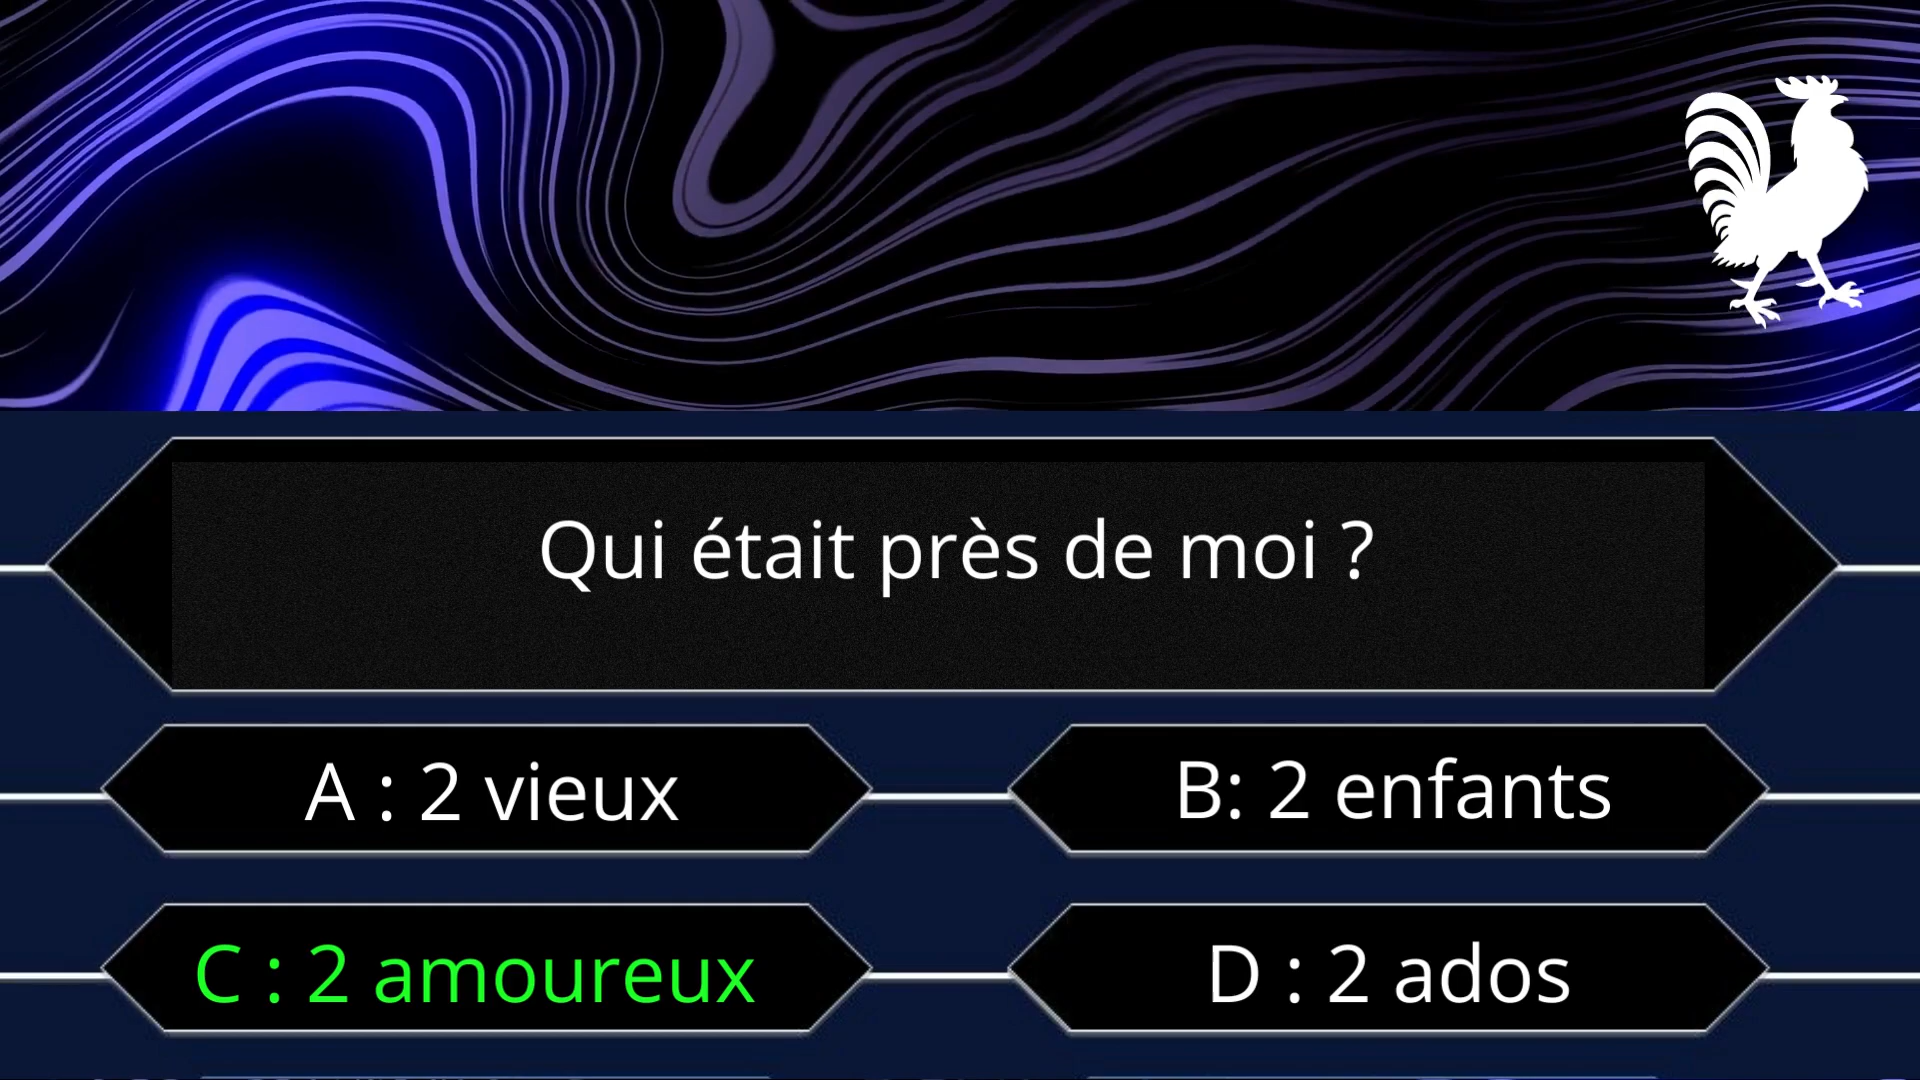 Qui était près de moi ?
A : 2 vieux
B: 2 enfants
C : 2 amoureux
D : 2 ados